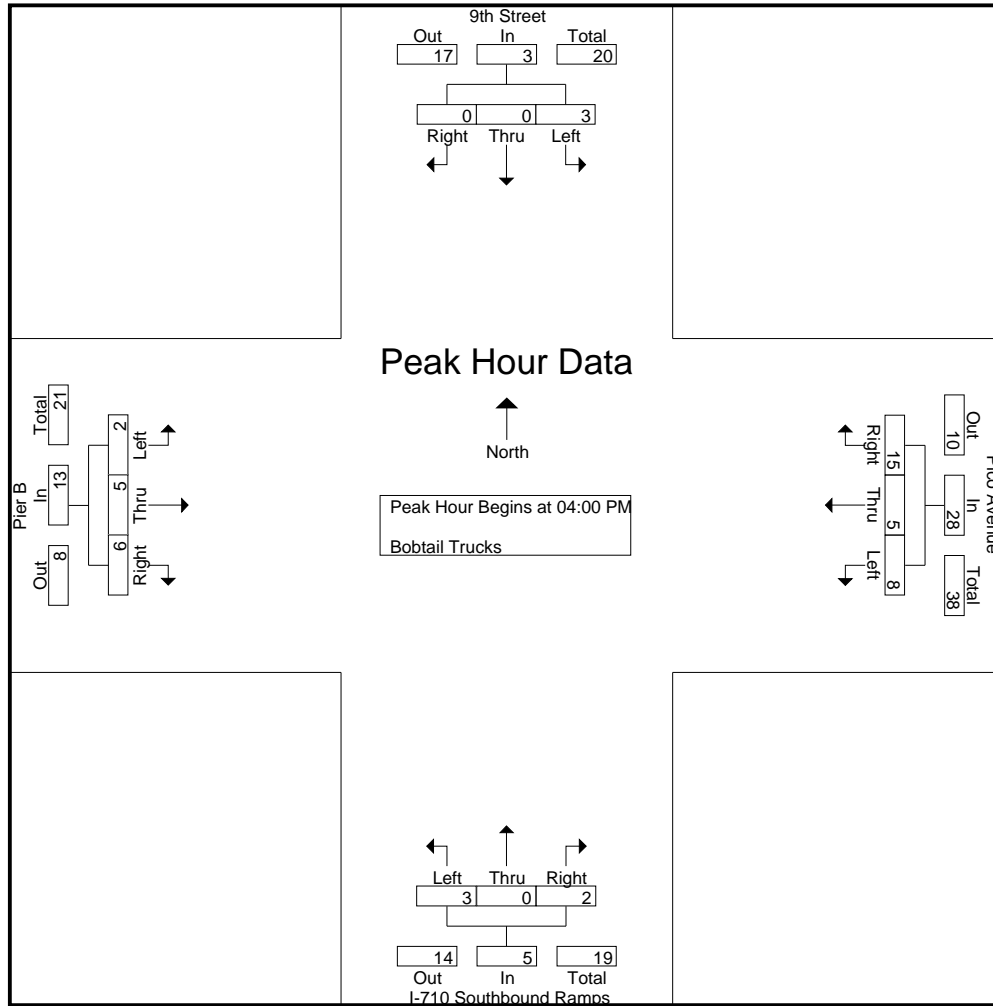 9th Street
Out In Total
17 3 20
0 0 3
Right Thru Left
Peak Hour Data
North
Peak Hour Begins at 04:00 PM
Bobtail Trucks
Pier B
Total In Out
21 13 8
2 5 6
Left Thru Right
Right Thru Left
15 5 8
10 28 38
Out In Total
Avenue
Left Thru Right
3 0 2
14 5 19
Out In Total
I-710 Southbound Ramps